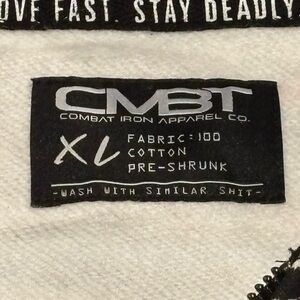 OVE FAST. STAY DEADLY
CMBT
COMBAT IRON APPAREL CO.
XL
FABRIC:100
COTTON
PRE-SHRUNK
-WASH WITH SIMILAR SHIT-